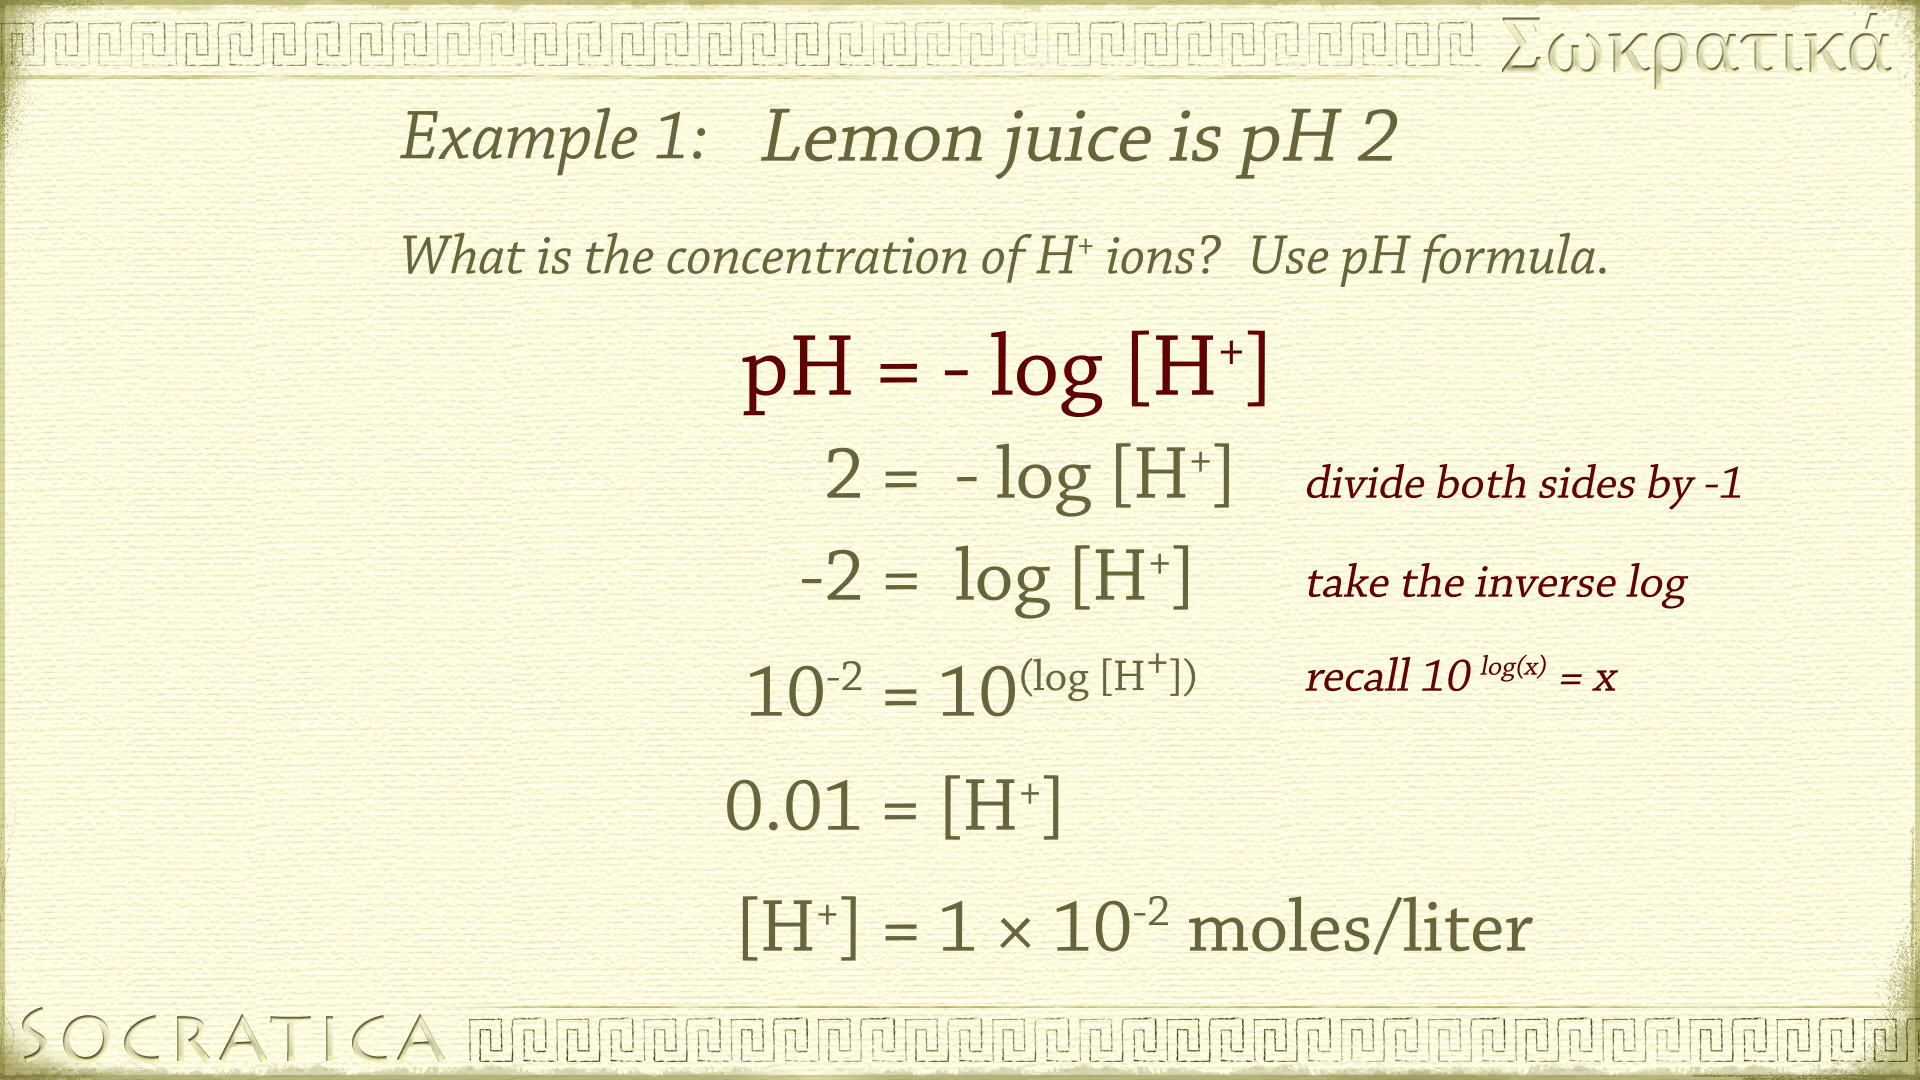 Σωκρατικά
Example 1: Lemon juice is pH 2
What is the concentration of H⁺ ions? Use pH formula.
pH = - log [H⁺]
2 = - log [H⁺] divide both sides by -1
-2 = log [H⁺] take the inverse log
10⁻² = 10^(log [H⁺]) recall 10 ^log(x) = x
0.01 = [H⁺]
[H⁺] = 1 × 10⁻² moles/liter
SOCRATICA